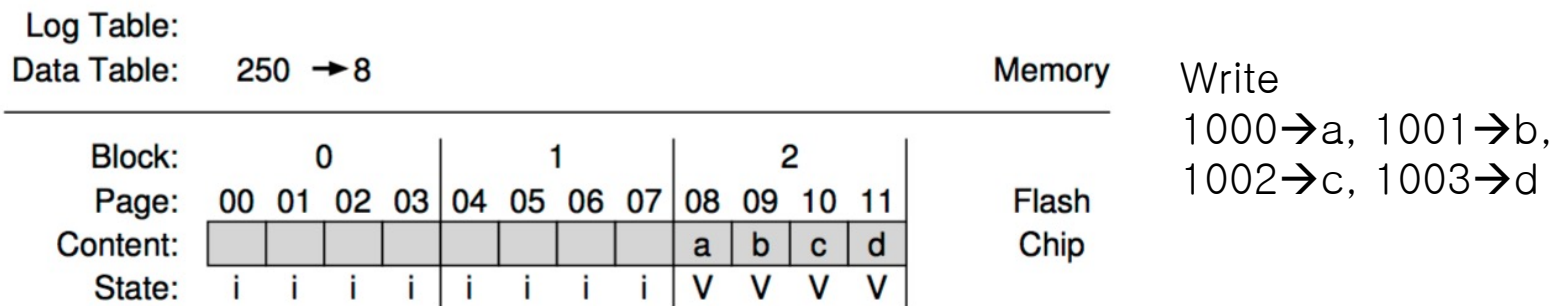 Log Table:
Data Table: 250 → 8 Memory
Block: 0 1 2
Page: 00 01 02 03 04 05 06 07 08 09 10 11 Flash
Content: a b c d Chip
State: i i i i i i i i V V V V
Write
1000→a, 1001→b,
1002→c, 1003→d